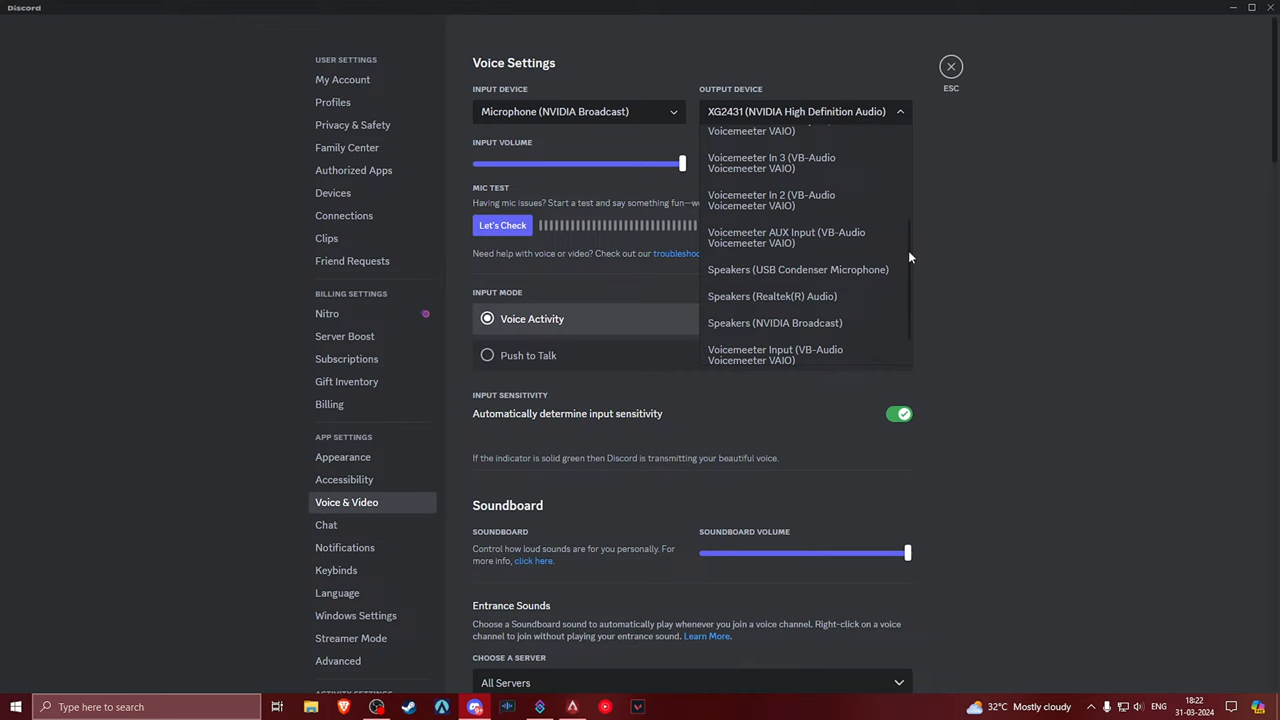 Discord
USER SETTINGS
My Account
Profiles
Privacy & Safety
Family Center
Authorized Apps
Devices
Connections
Clips
Friend Requests
BILLING SETTINGS
Nitro
Server Boost
Subscriptions
Gift Inventory
Billing
APP SETTINGS
Appearance
Accessibility
Voice & Video
Chat
Notifications
Keybinds
Language
Windows Settings
Streamer Mode
Advanced
Voice Settings
INPUT DEVICE
Microphone (NVIDIA Broadcast)
OUTPUT DEVICE
XG2431 (NVIDIA High Definition Audio)
Voicemeeter VAIO)
Voicemeeter In 3 (VB-Audio
Voicemeeter VAIO)
Voicemeeter In 2 (VB-Audio
Voicemeeter VAIO)
Voicemeeter AUX Input (VB-Audio
Voicemeeter VAIO)
Speakers (USB Condenser Microphone)
Speakers (Realtek(R) Audio)
Speakers (NVIDIA Broadcast)
Voicemeeter Input (VB-Audio
Voicemeeter VAIO)
ESC
INPUT VOLUME
MIC TEST
Having mic issues? Start a test and say something fun—w
Let's Check
Need help with voice or video? Check out our troubleshoo
INPUT MODE
Voice Activity
Push to Talk
INPUT SENSITIVITY
Automatically determine input sensitivity
If the indicator is solid green then Discord is transmitting your beautiful voice.
Soundboard
SOUNDBOARD
Control how loud sounds are for you personally. For
more info, click here.
SOUNDBOARD VOLUME
Entrance Sounds
Choose a Soundboard sound to automatically play whenever you join a voice channel. Right-click on a voice
channel to join without playing your entrance sound. Learn More.
CHOOSE A SERVER
All Servers
Type here to search
32°C Mostly cloudy
18:22
31-03-2024